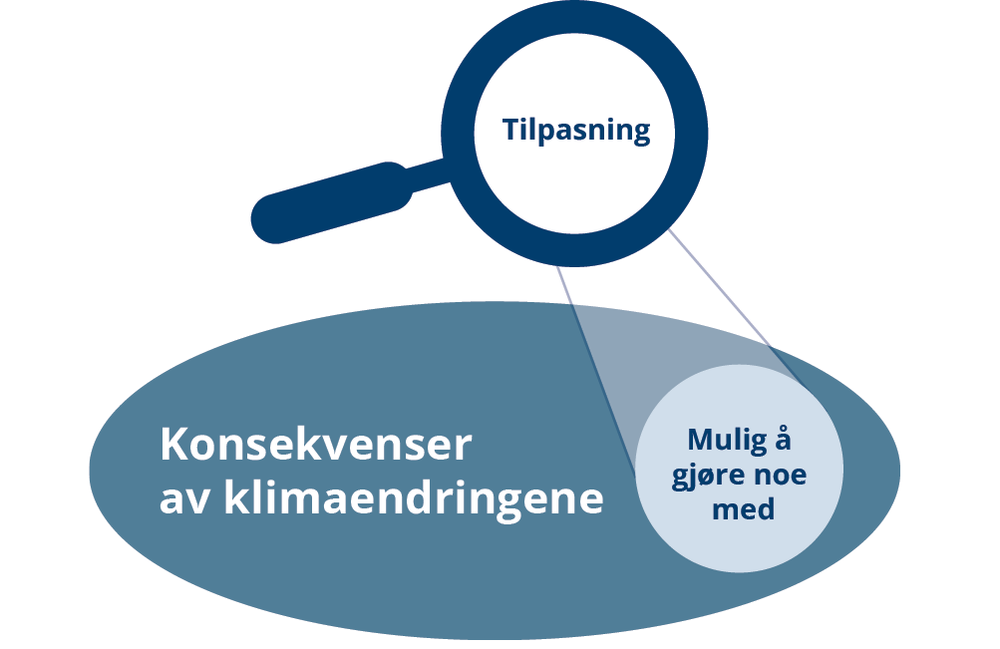 Tilpasning
Konsekvenser
av klimaendringene
Mulig å
gjøre noe
med